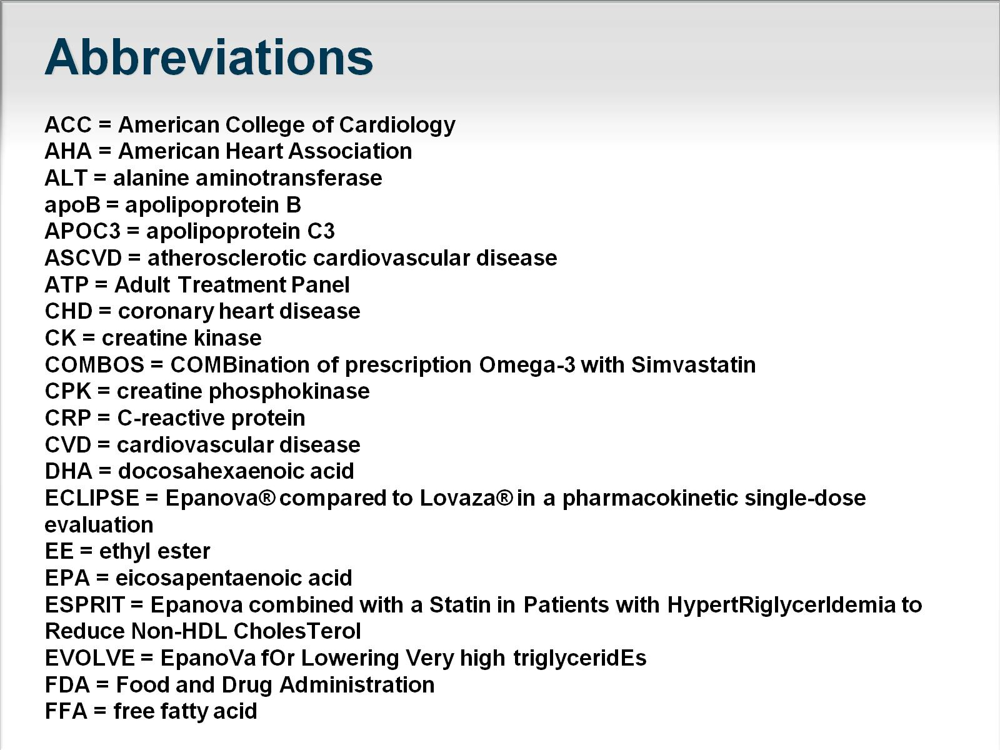 Abbreviations
ACC = American College of Cardiology
AHA = American Heart Association
ALT = alanine aminotransferase
apoB = apolipoprotein B
APOC3 = apolipoprotein C3
ASCVD = atherosclerotic cardiovascular disease
ATP = Adult Treatment Panel
CHD = coronary heart disease
CK = creatine kinase
COMBOS = COMBination of prescription Omega-3 with Simvastatin
CPK = creatine phosphokinase
CRP = C-reactive protein
CVD = cardiovascular disease
DHA = docosahexaenoic acid
ECLIPSE = Epanova® compared to Lovaza® in a pharmacokinetic single-dose
evaluation
EE = ethyl ester
EPA = eicosapentaenoic acid
ESPRIT = Epanova combined with a Statin in Patients with HypertRiglycerIdemia to
Reduce Non-HDL CholesTerol
EVOLVE = EpanoVa fOr Lowering Very high triglyceridEs
FDA = Food and Drug Administration
FFA = free fatty acid